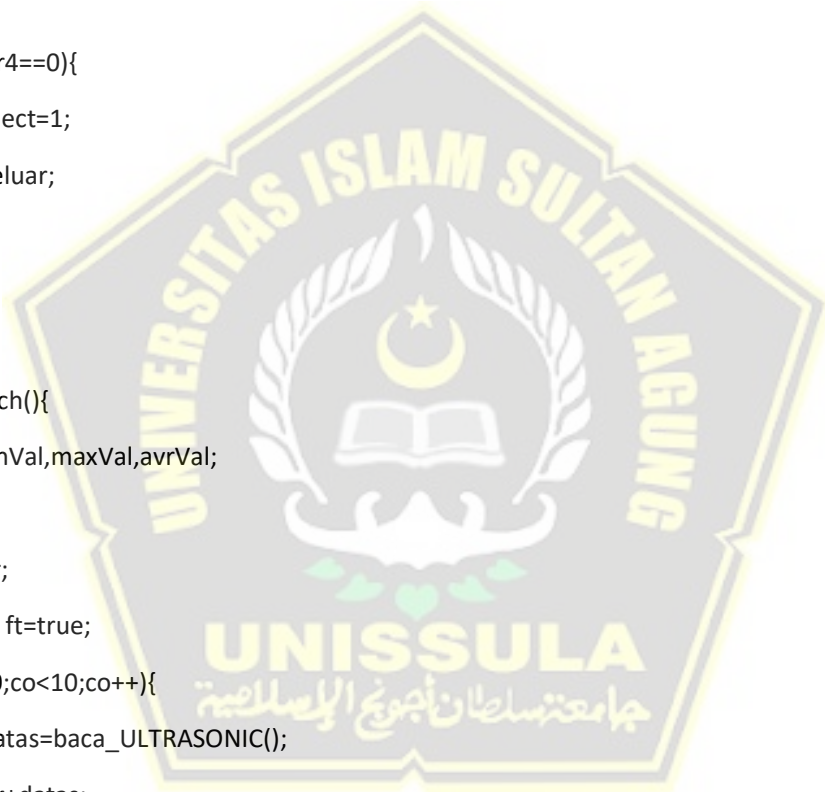 r4==0){
ect=1;
eluar;
UNIVERSITAS ISLAM SULTAN AGUNG
ch(){
nVal,maxVal,avrVal;
;
ft=true;
);co<10;co++){
atas=baca_ULTRASONIC();
UNISSULA
جامعة سلطان أجونج الإسلامية